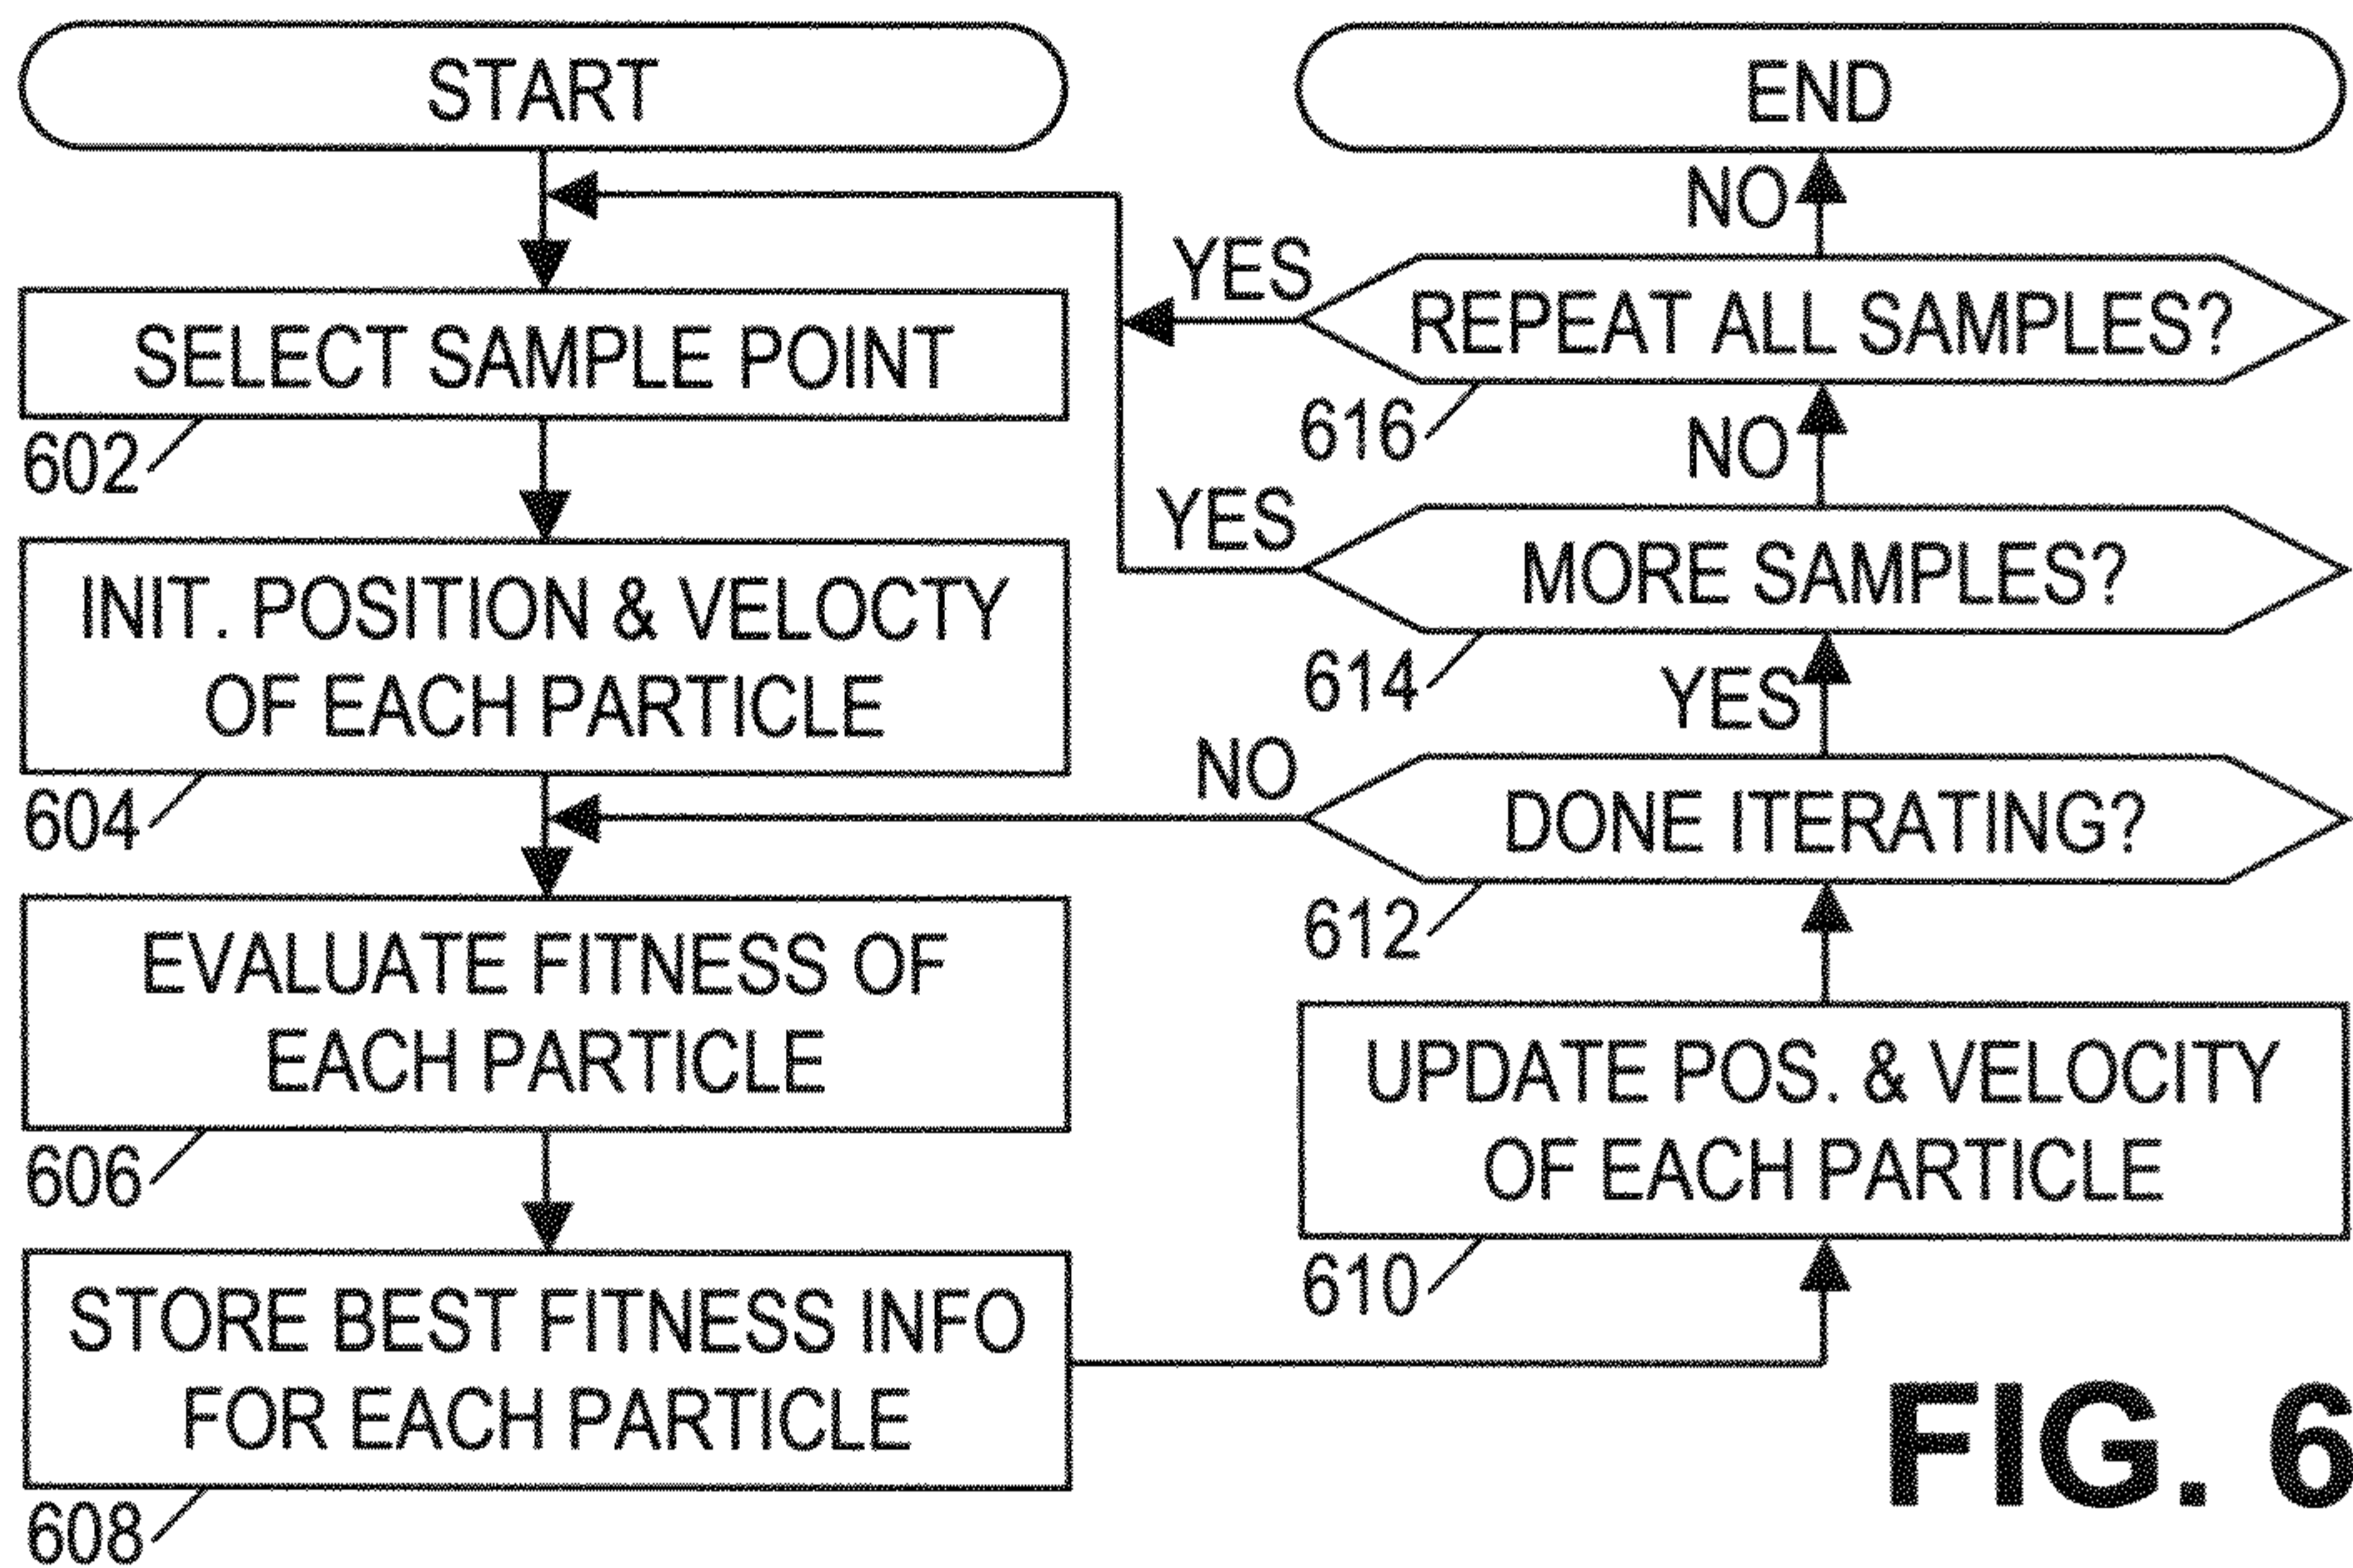 START
SELECT SAMPLE POINT
602
INIT. POSITION & VELOCTY
OF EACH PARTICLE
604
EVALUATE FITNESS OF
EACH PARTICLE
606
STORE BEST FITNESS INFO
FOR EACH PARTICLE
608
END
NO
YES
REPEAT ALL SAMPLES?
616
NO
YES
MORE SAMPLES?
614
YES
NO
DONE ITERATING?
612
UPDATE POS. & VELOCITY
OF EACH PARTICLE
610
FIG. 6